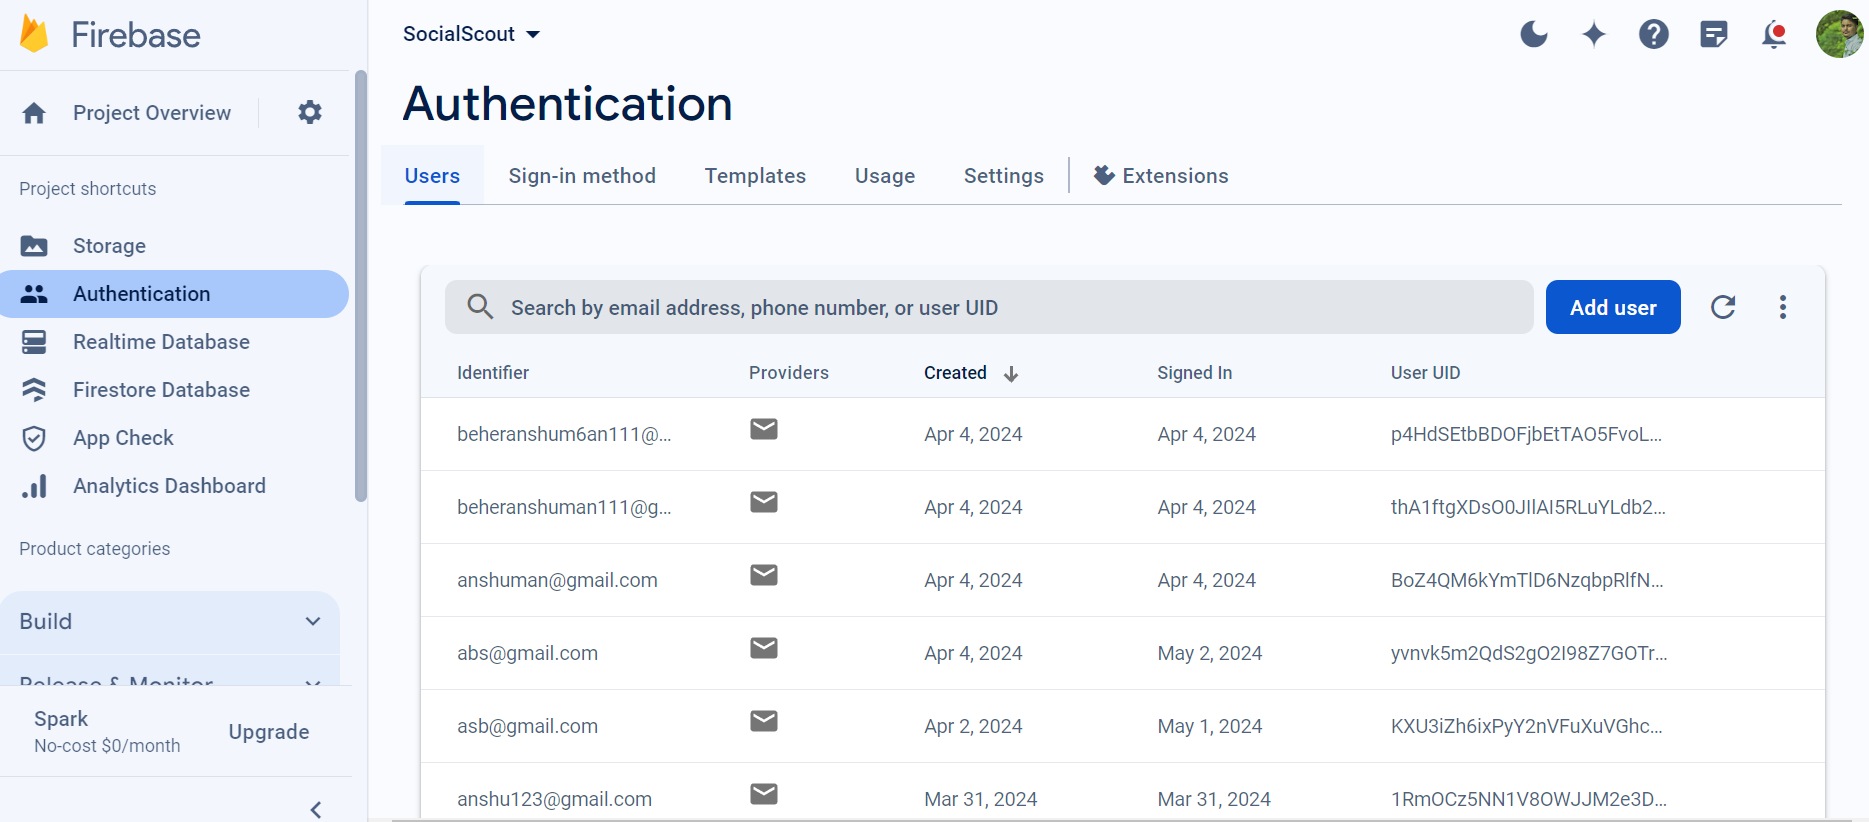 Firebase
Project Overview
Project shortcuts
Storage
Authentication
Realtime Database
Firestore Database
App Check
Analytics Dashboard
Product categories
Build
Release & Monitor
Spark
No-cost $0/month
Upgrade
SocialScout
Authentication
Users Sign-in method Templates Usage Settings Extensions
Search by email address, phone number, or user UID Add user
Identifier Providers Created Signed In User UID
beheranshum6an111@... Apr 4, 2024 Apr 4, 2024 p4HdSEtbBDOFjbEtTAO5FvoL...
beheranshuman111@g... Apr 4, 2024 Apr 4, 2024 thA1ftgXDsO0JIlAI5RLuYLdb2...
anshuman@gmail.com Apr 4, 2024 Apr 4, 2024 BoZ4QM6kYmTlD6NzqbpRlfN...
abs@gmail.com Apr 4, 2024 May 2, 2024 yvnvk5m2QdS2gO2I98Z7GOTr...
asb@gmail.com Apr 2, 2024 May 1, 2024 KXU3iZh6ixPyY2nVFuXuVGhc...
anshu123@gmail.com Mar 31, 2024 Mar 31, 2024 1RmOCz5NN1V8OWJJM2e3D...